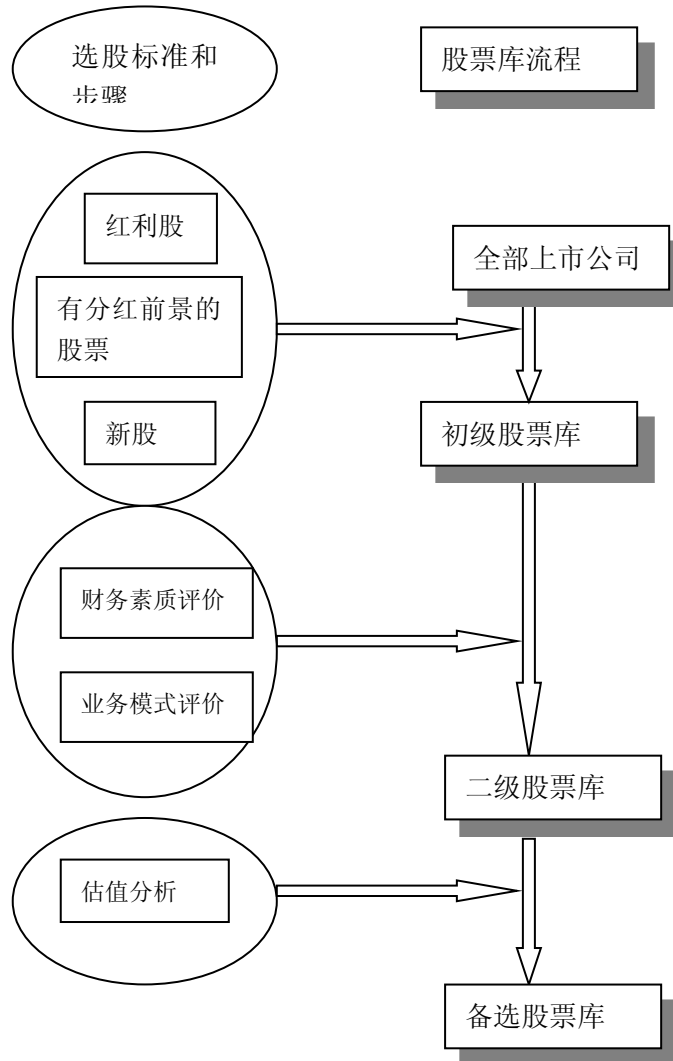 选股标准和
步骤
股票库流程
红利股
全部上市公司
有分红前景的
股票
新股
初级股票库
财务素质评价
业务模式评价
二级股票库
估值分析
备选股票库